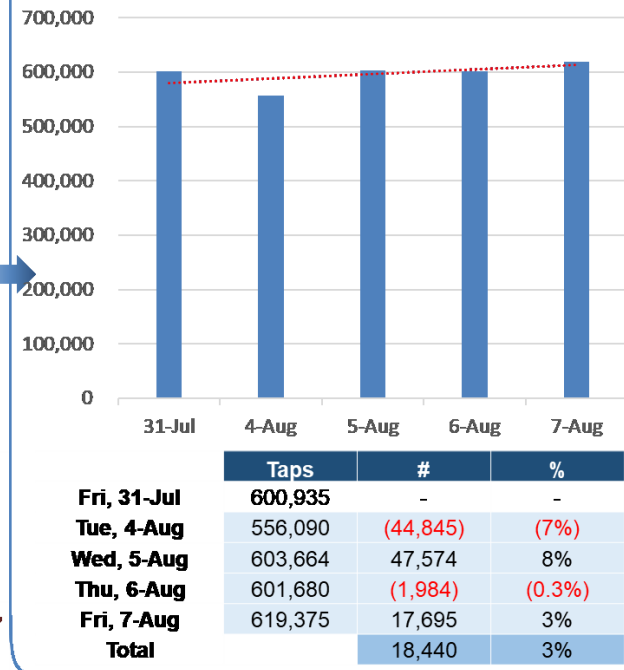 700,000
600,000
500,000
400,000
300,000
200,000
100,000
0
31-Jul 4-Aug 5-Aug 6-Aug 7-Aug
Taps # %
Fri, 31-Jul 600,935 - -
Tue, 4-Aug 556,090 (44,845) (7%)
Wed, 5-Aug 603,664 47,574 8%
Thu, 6-Aug 601,680 (1,984) (0.3%)
Fri, 7-Aug 619,375 17,695 3%
Total 18,440 3%